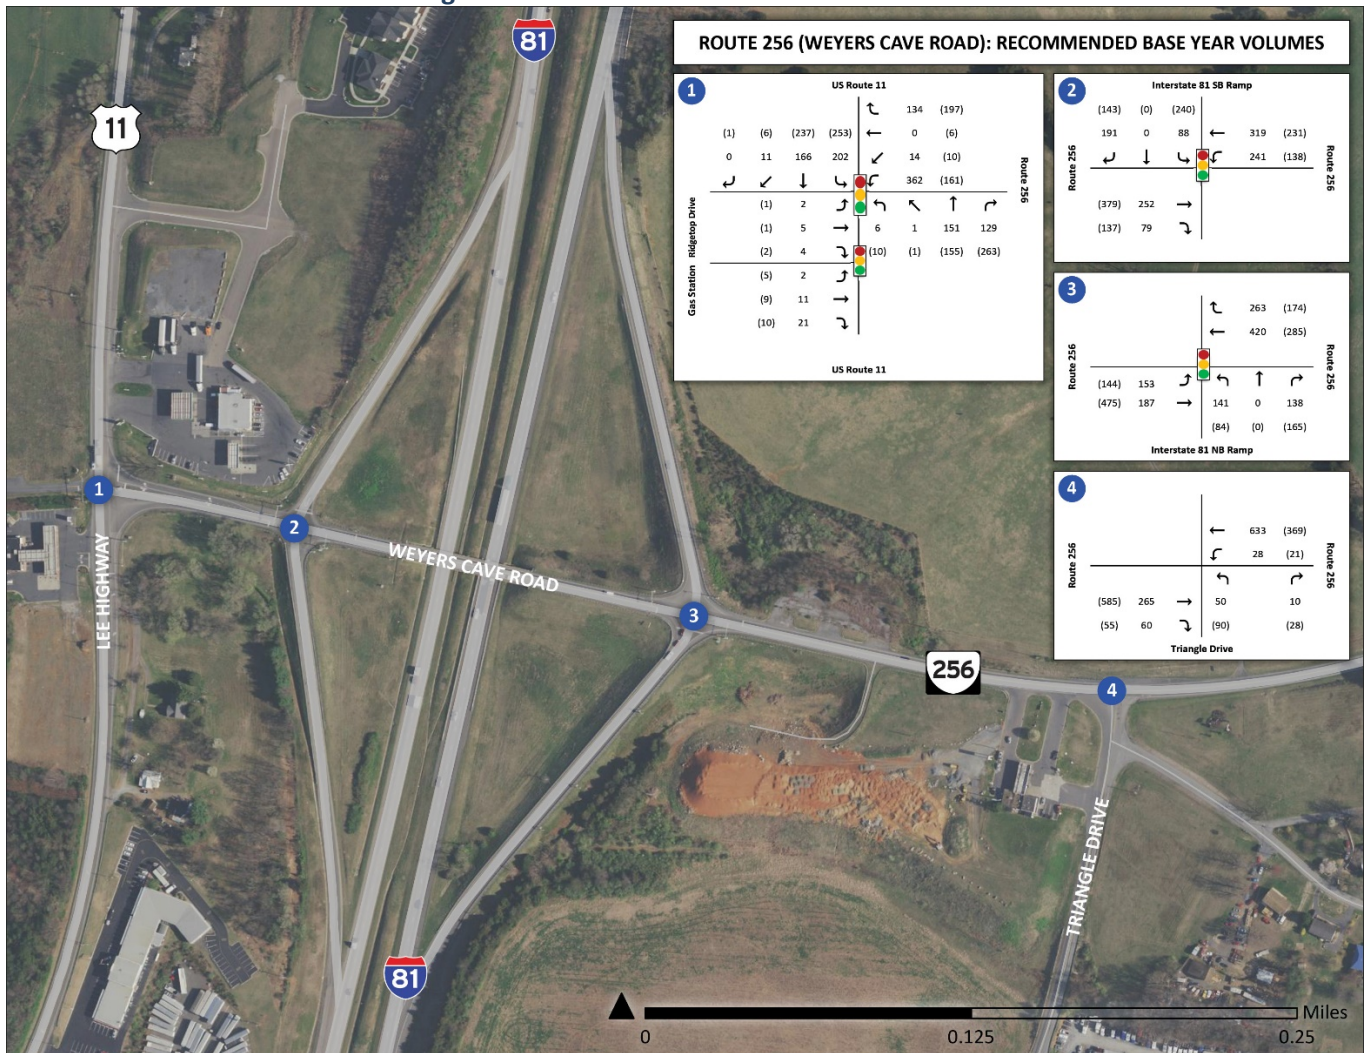 ROUTE 256 (WEYERS CAVE ROAD): RECOMMENDED BASE YEAR VOLUMES
81
11
1
US Route 11
134 (197)
(1) (6) (237) (253) 0 (6)
0 11 166 202 14 (10)
362 (161)
Route 256
Ridgetop Drive
Gas Station
(1) 2
(1) 5 6 1 151 129
(2) 4 (10) (1) (155) (263)
(5) 2
(9) 11
(10) 21
US Route 11
2
Interstate 81 SB Ramp
(143) (0) (240)
191 0 88 319 (231)
241 (138)
Route 256
Route 256
(379) 252
(137) 79
3
263 (174)
420 (285)
Route 256
Route 256
(144) 153
(475) 187 141 0 138
(84) (0) (165)
Interstate 81 NB Ramp
4
633 (369)
28 (21)
Route 256
Route 256
(585) 265 50 10
(55) 60 (90) (28)
Triangle Drive
1
2
3
4
WEYERS CAVE ROAD
LEE HIGHWAY
256
TRIANGLE DRIVE
81
Miles
0 0.125 0.25